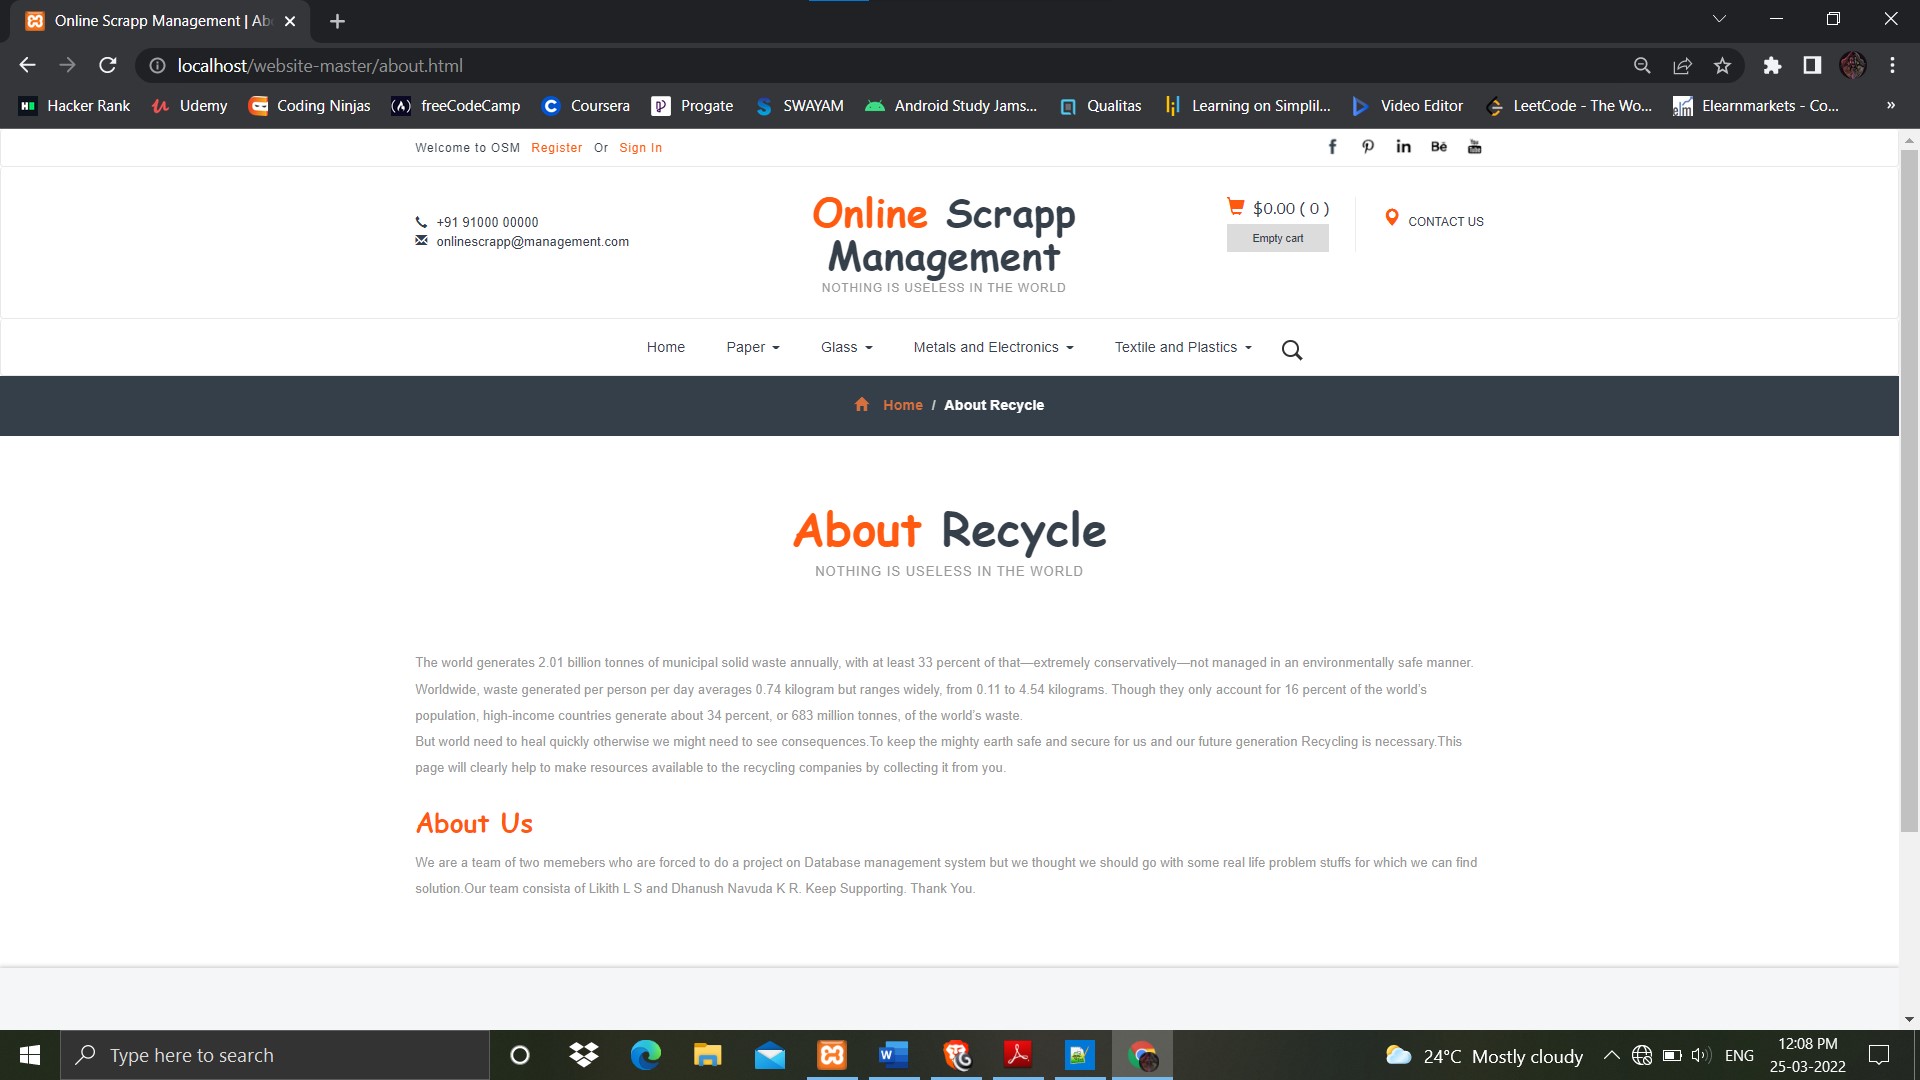 Online Scrapp Management | Ab
localhost/website-master/about.html
Hacker Rank Udemy Coding Ninjas freeCodeCamp Coursera Progate SWAYAM Android Study Jams... Qualitas Learning on Simplil... Video Editor LeetCode - The Wo... Elearnmarkets - Co... »
Welcome to OSM Register Or Sign In
+91 91000 00000
onlinescrapp@management.com
Online Scrapp
Management
NOTHING IS USELESS IN THE WORLD
$0.00 ( 0 )
Empty cart
CONTACT US
Home Paper Glass Metals and Electronics Textile and Plastics
Home / About Recycle
About Recycle
NOTHING IS USELESS IN THE WORLD
The world generates 2.01 billion tonnes of municipal solid waste annually, with at least 33 percent of that—extremely conservatively—not managed in an environmentally safe manner.
Worldwide, waste generated per person per day averages 0.74 kilogram but ranges widely, from 0.11 to 4.54 kilograms. Though they only account for 16 percent of the world's
population, high-income countries generate about 34 percent, or 683 million tonnes, of the world's waste.
But world need to heal quickly otherwise we might need to see consequences.To keep the mighty earth safe and secure for us and our future generation Recycling is necessary.This
page will clearly help to make resources available to the recycling companies by collecting it from you.
About Us
We are a team of two memebers who are forced to do a project on Database management system but we thought we should go with some real life problem stuffs for which we can find
solution.Our team consista of Likith L S and Dhanush Navuda K R. Keep Supporting. Thank You.
Type here to search
24°C Mostly cloudy
ENG
12:08 PM
25-03-2022